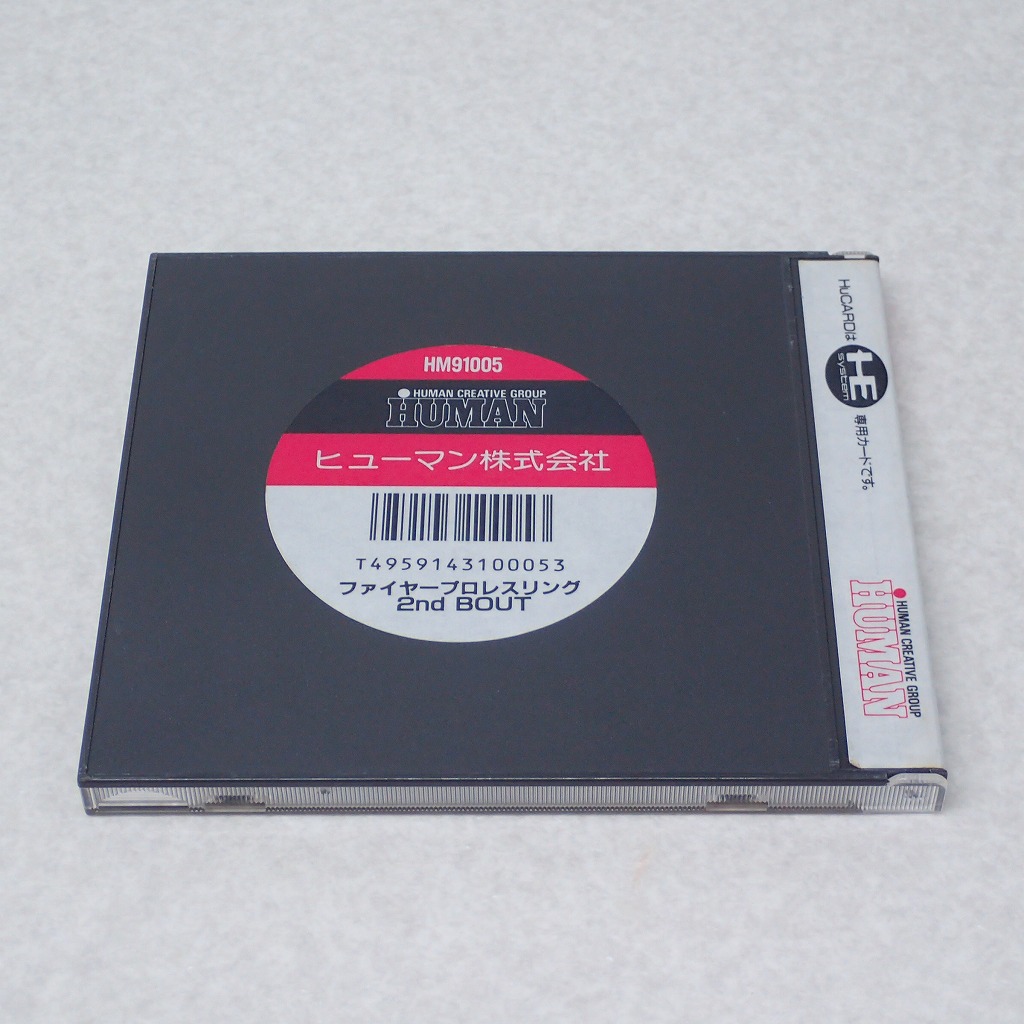 HM91005
HUMAN CREATIVE GROUP
HUMAN
ヒューマン株式会社
T4959143100053
ファイヤープロレスリング
2nd BOUT
HuCARDは
HE
system
専用カードです。
HUMAN CREATIVE GROUP
HUMAN